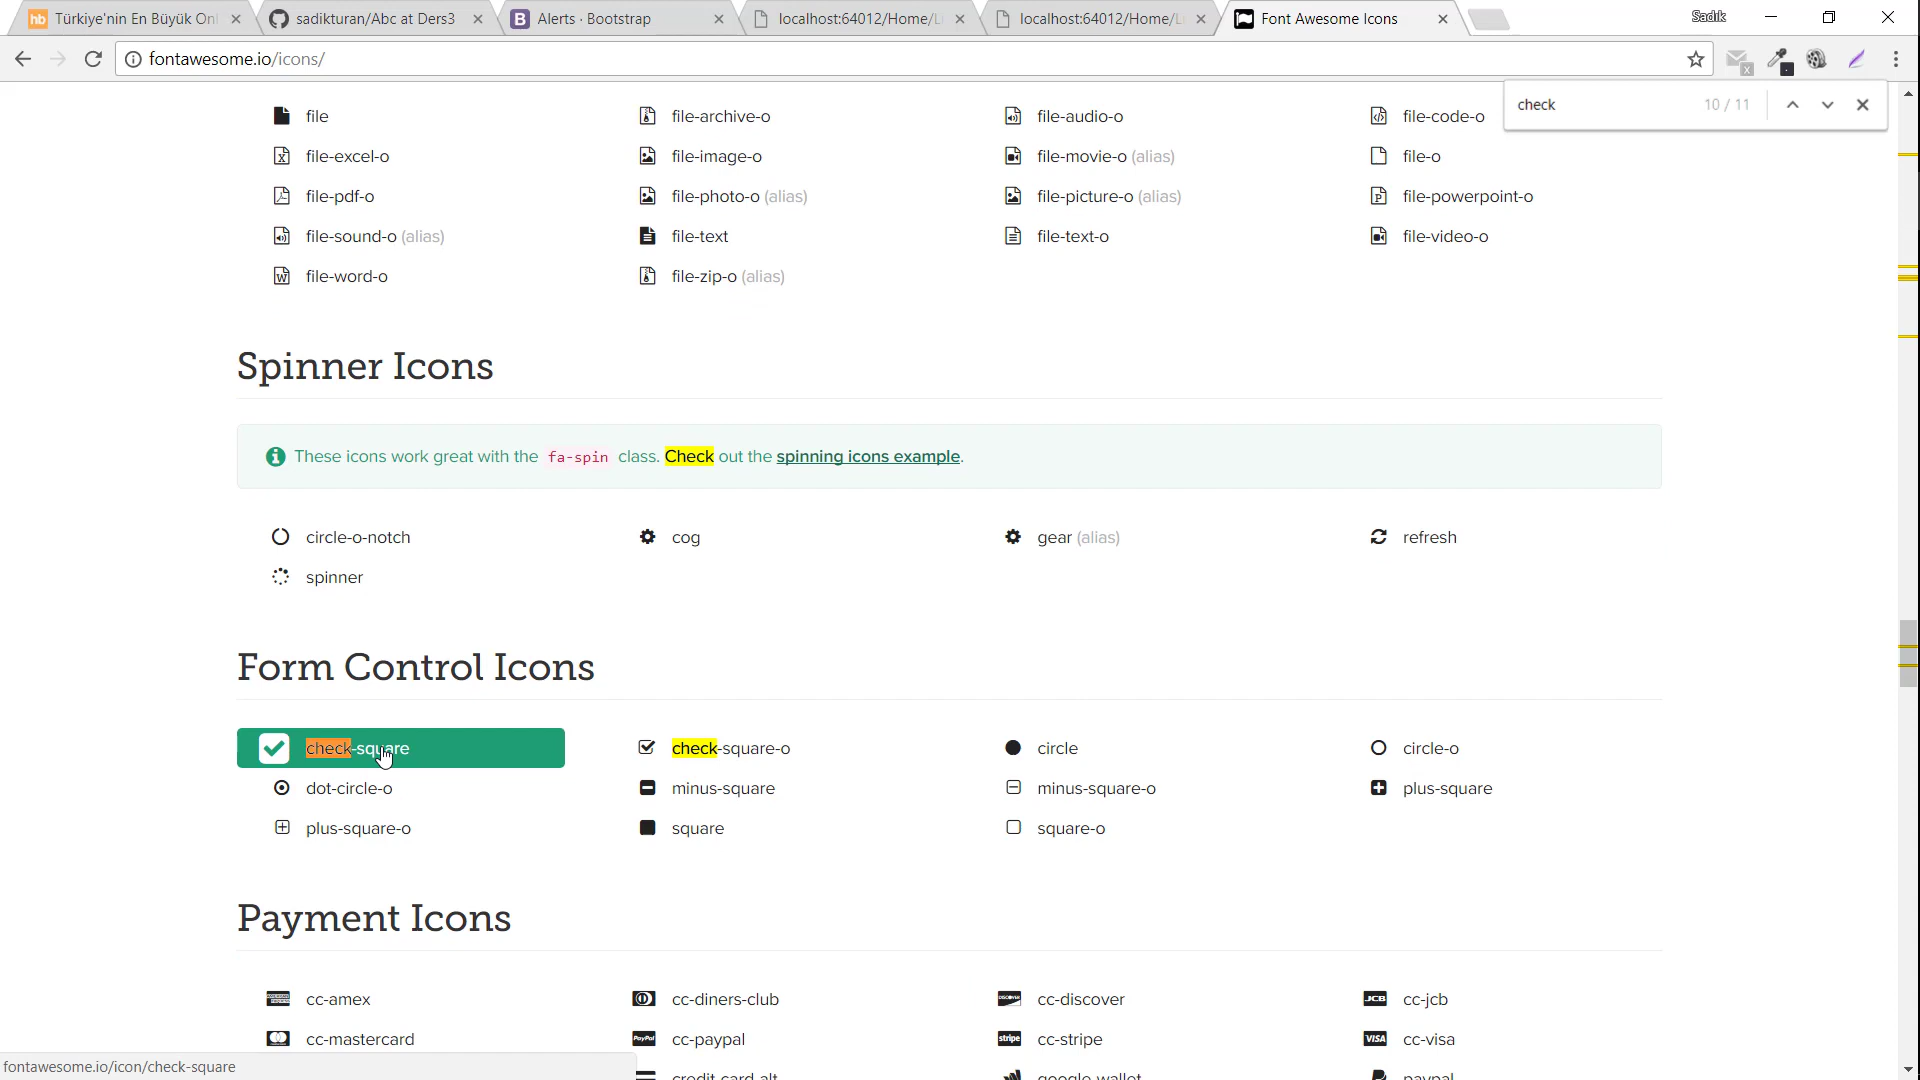 Türkiye'nin En Büyük Onl
sadikturan/Abc at Ders3
Alerts · Bootstrap
localhost:64012/Home/L
localhost:64012/Home/L
Font Awesome Icons
Sadık
fontawesome.io/icons/
check 10 / 11
file file-archive-o file-audio-o file-code-o
file-excel-o file-image-o file-movie-o (alias) file-o
file-pdf-o file-photo-o (alias) file-picture-o (alias) file-powerpoint-o
file-sound-o (alias) file-text file-text-o file-video-o
file-word-o file-zip-o (alias)
Spinner Icons
These icons work great with the fa-spin class. Check out the spinning icons example.
circle-o-notch cog gear (alias) refresh
spinner
Form Control Icons
check-square check-square-o circle circle-o
dot-circle-o minus-square minus-square-o plus-square
plus-square-o square square-o
Payment Icons
cc-amex cc-diners-club cc-discover cc-jcb
cc-mastercard cc-paypal cc-stripe cc-visa
credit-card-alt google-wallet paypal
fontawesome.io/icon/check-square